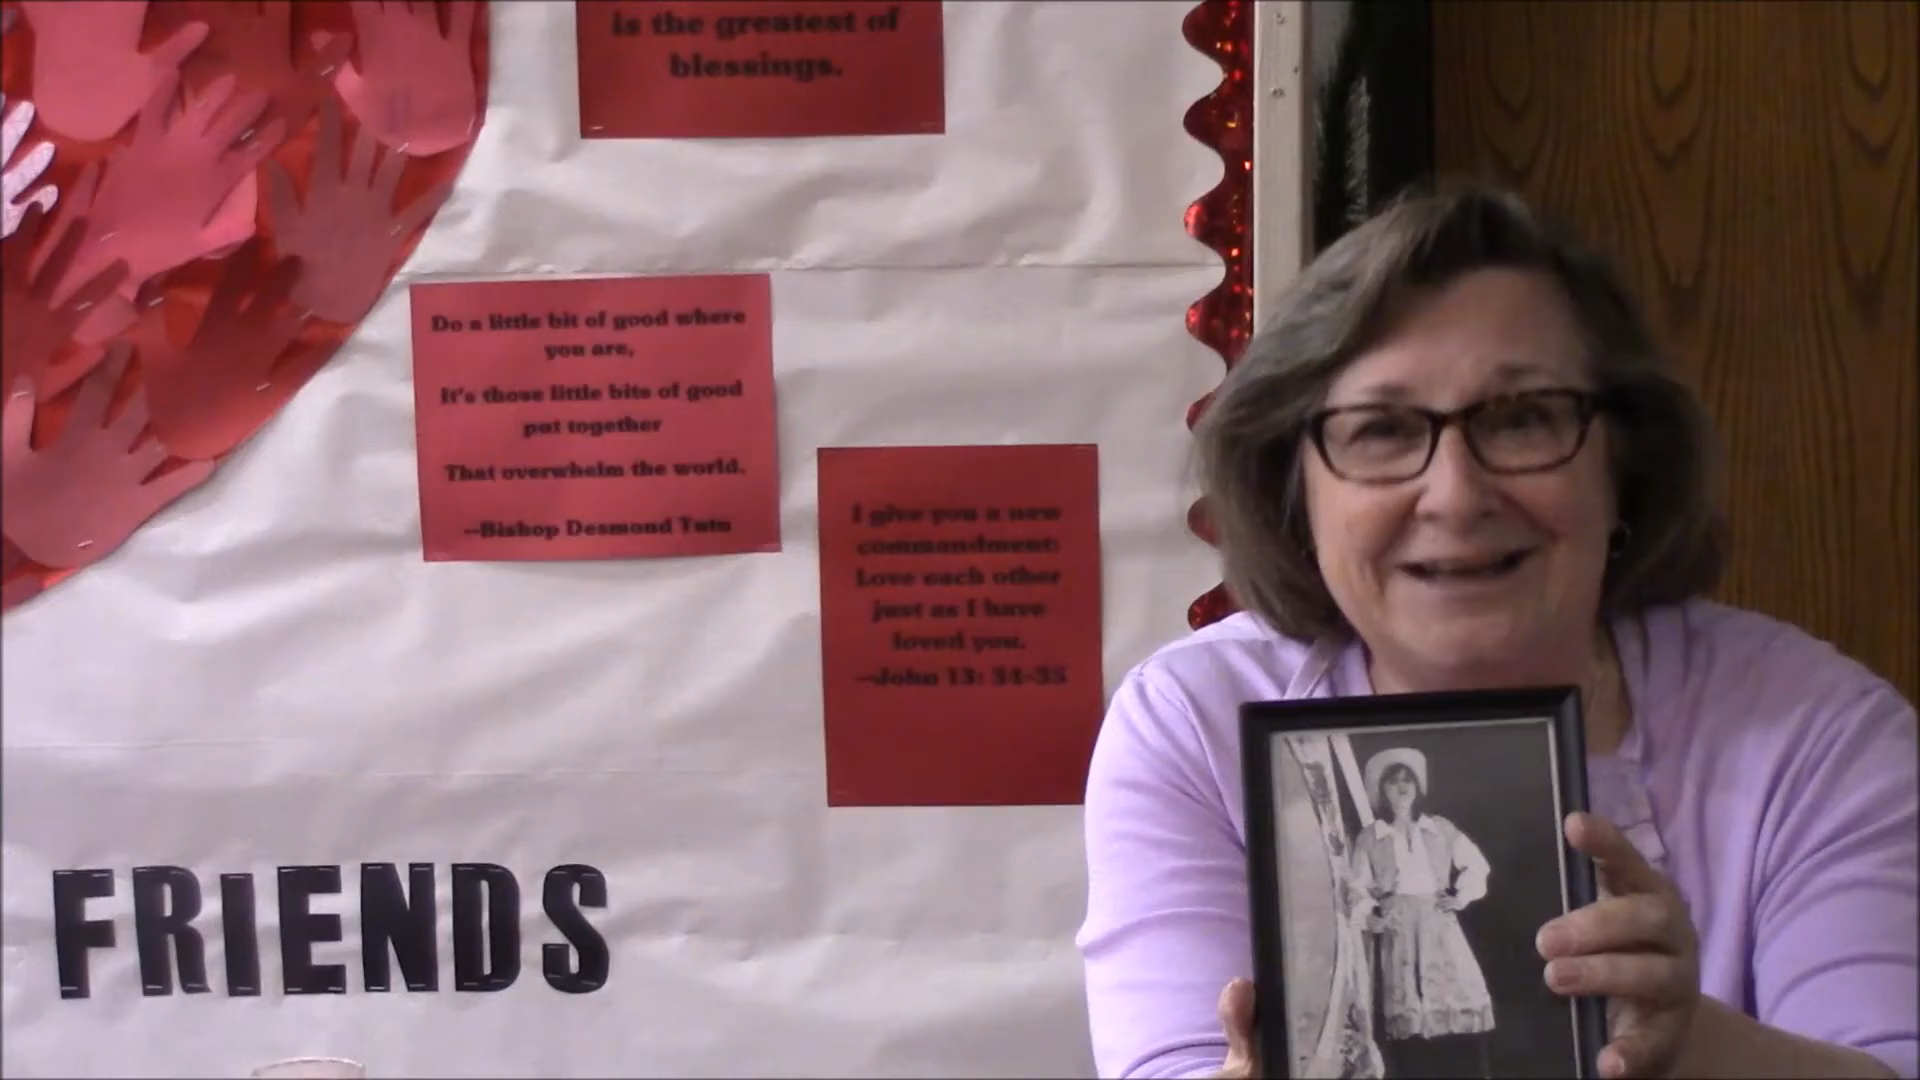 is the greatest of
blessings.
Do a little bit of good where
you are,
It's those little bits of good
put together
That overwhelm the world.
--Bishop Desmond Tutu
I give you a new
commandment:
Love each other
just as I have
loved you.
--John 13: 34-35
FRIENDS